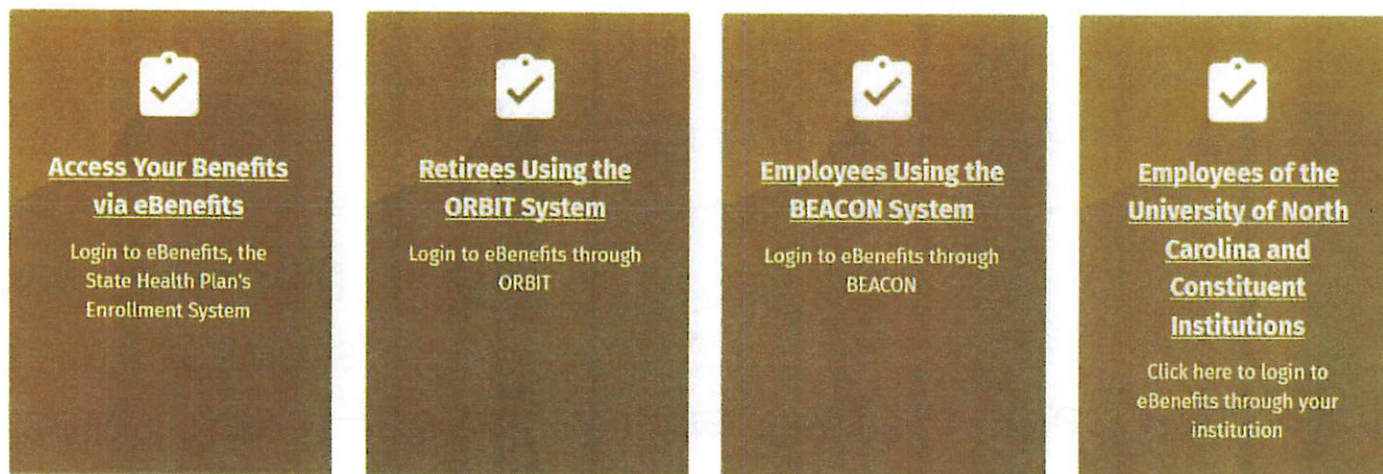 Access Your Benefits
via eBenefits
Login to eBenefits, the
State Health Plan's
Enrollment System
Retirees Using the
ORBIT System
Login to eBenefits through
ORBIT
Employees Using the
BEACON System
Login to eBenefits through
BEACON
Employees of the
University of North
Carolina and
Constituent
Institutions
Click here to login to
eBenefits through your
institution